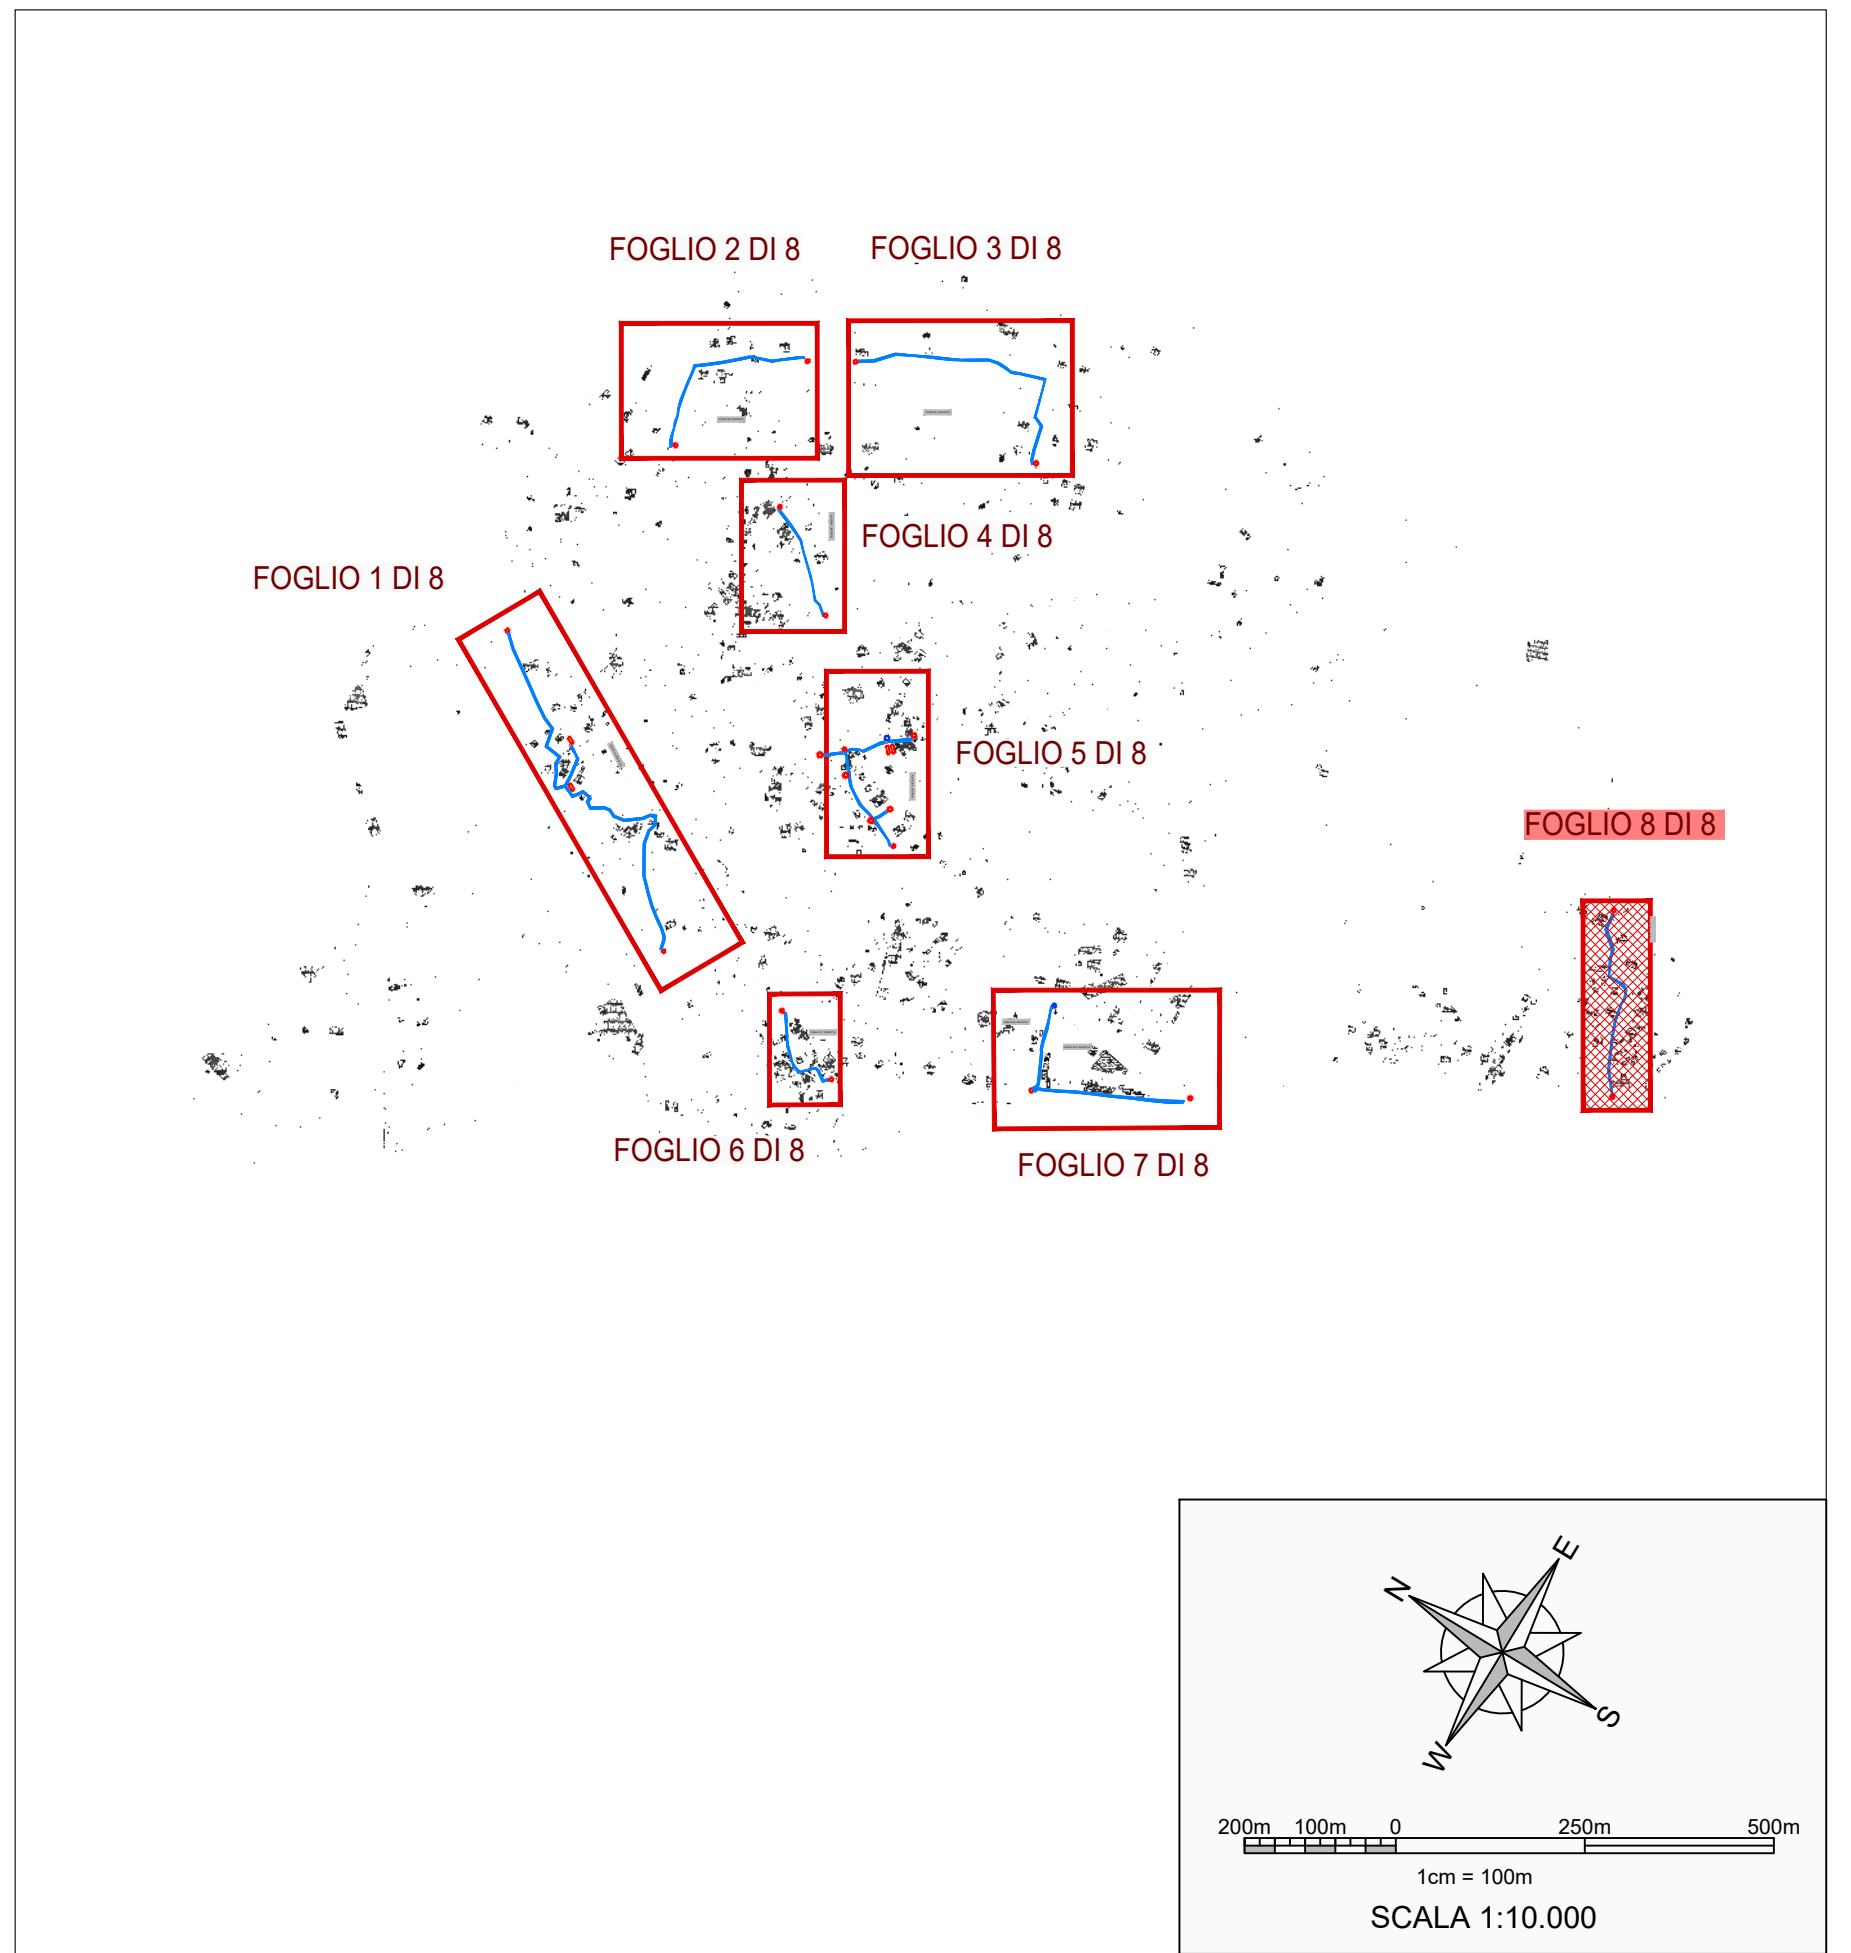 FOGLIO 2 DI 8
FOGLIO 3 DI 8
FOGLIO 4 DI 8
FOGLIO 1 DI 8
FOGLIO 5 DI 8
FOGLIO 8 DI 8
FOGLIO 6 DI 8
FOGLIO 7 DI 8
N
E
S
W
200m 100m 0 250m 500m
1cm = 100m
SCALA 1:10.000